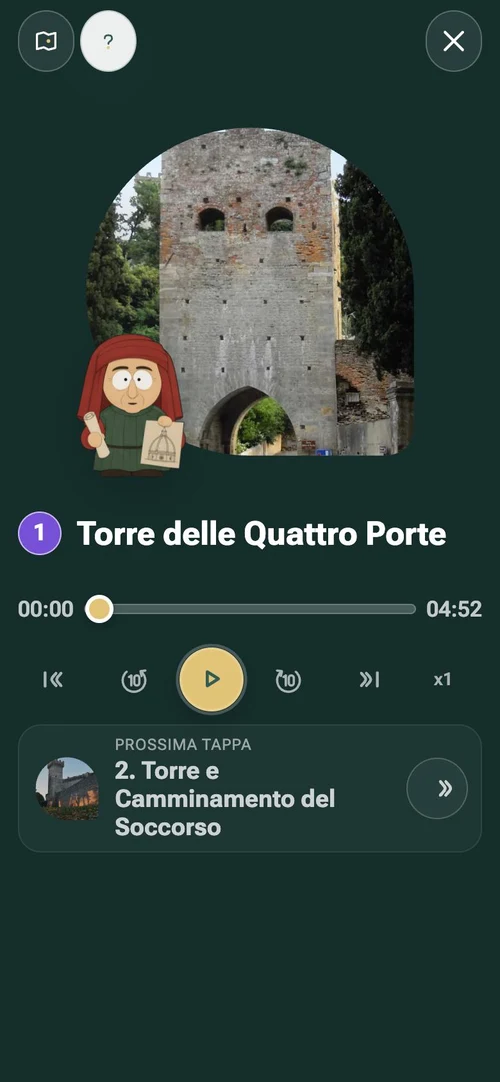 ?
1 Torre delle Quattro Porte
00:00 04:52
10 10 x1
PROSSIMA TAPPA
2. Torre e
Camminamento del
Soccorso